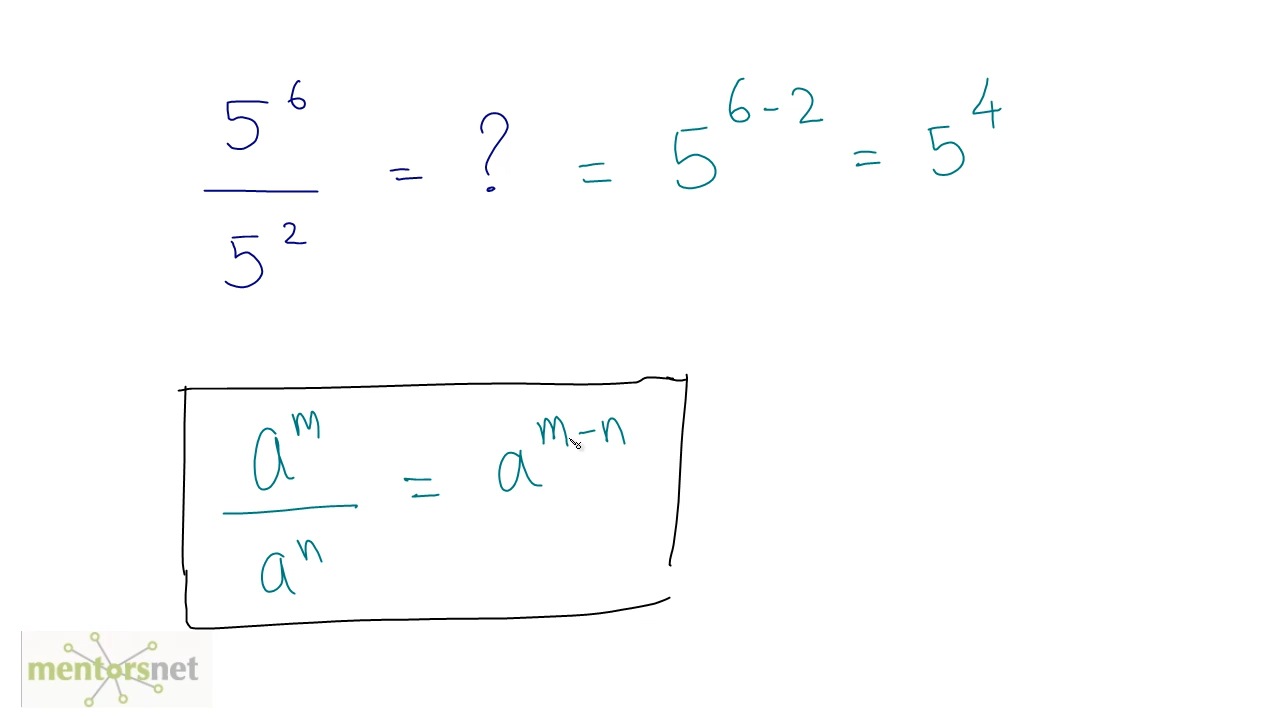 5^6 / 5^2 = ? = 5^(6-2) = 5^4
a^m / a^n = a^(m-n)
mentorsnet